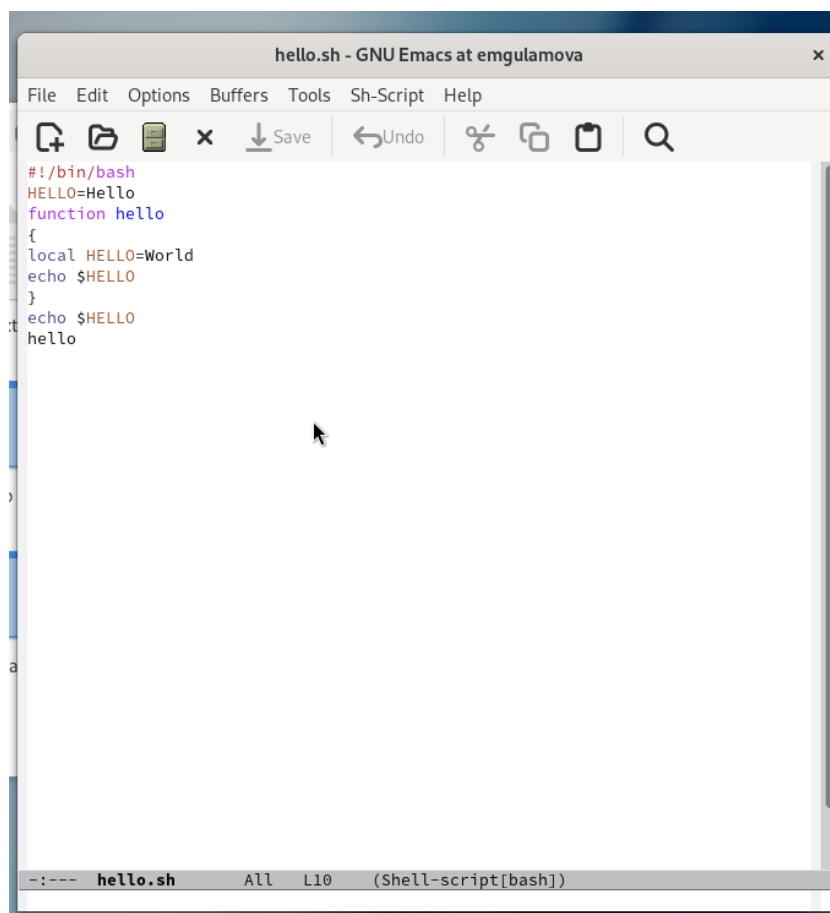 hello.sh - GNU Emacs at emgulamova
File Edit Options Buffers Tools Sh-Script Help
Save Undo
#!/bin/bash
HELLO=Hello
function hello
{
local HELLO=World
echo $HELLO
}
echo $HELLO
hello
-:--- hello.sh All L10 (Shell-script[bash])